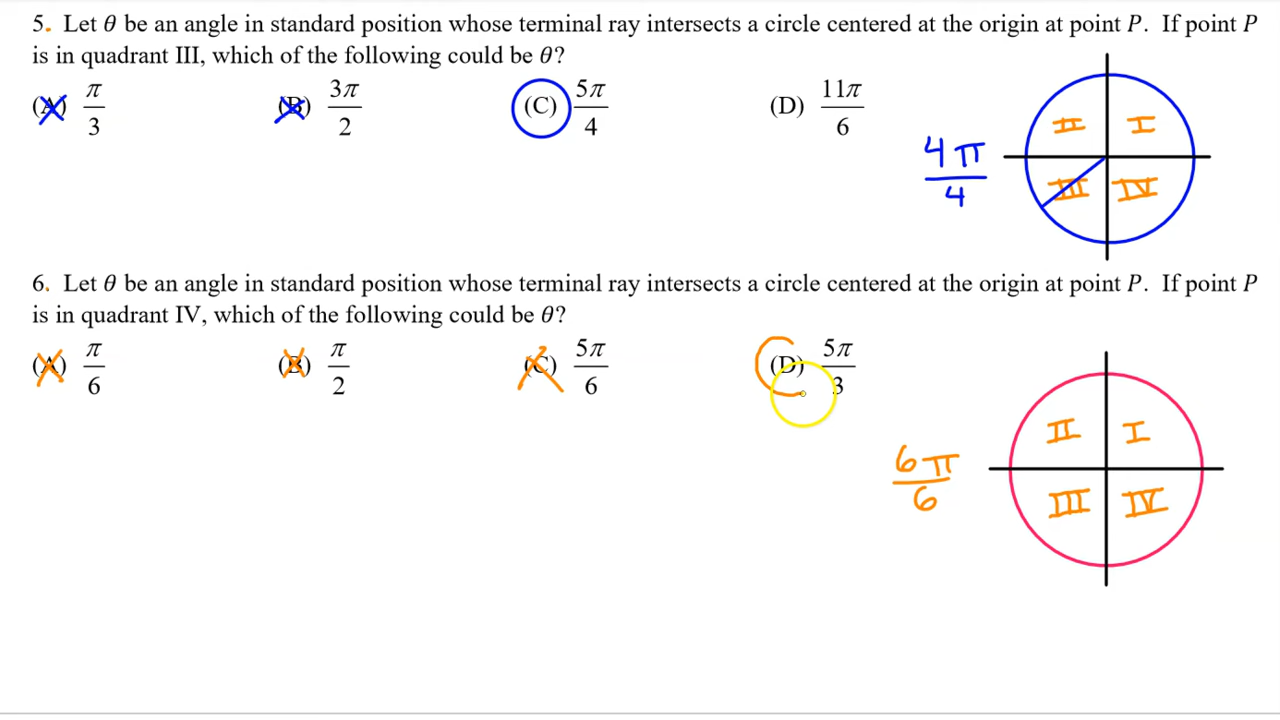 5. Let θ be an angle in standard position whose terminal ray intersects a circle centered at the origin at point P. If point P
is in quadrant III, which of the following could be θ?
(A) π/3 (B) 3π/2 (C) 5π/4 (D) 11π/6
II I
4π/4
III IV
6. Let θ be an angle in standard position whose terminal ray intersects a circle centered at the origin at point P. If point P
is in quadrant IV, which of the following could be θ?
(A) π/6 (B) π/2 (C) 5π/6 (D) 5π/3
II I
6π/6
III IV